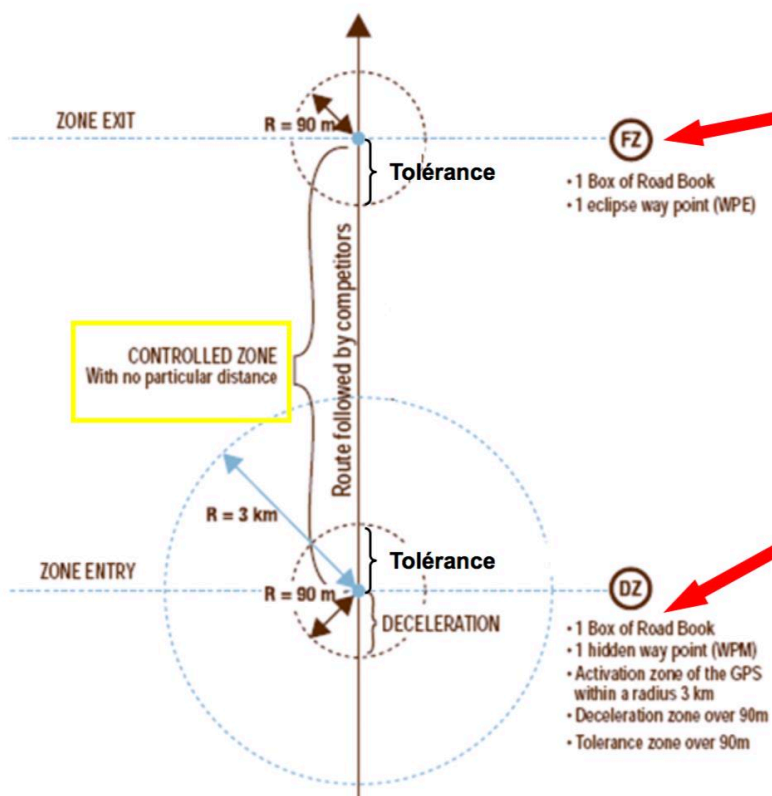 ZONE EXIT
R = 90 m
Tolérance
FZ
• 1 Box of Road Book
• 1 eclipse way point (WPE)
CONTROLLED ZONE
With no particular distance
Route followed by competitors
R = 3 km
ZONE ENTRY
Tolérance
R = 90 m
DECELERATION
DZ
• 1 Box of Road Book
• 1 hidden way point (WPM)
• Activation zone of the GPS
within a radius 3 km
• Deceleration zone over 90m
• Tolerance zone over 90m